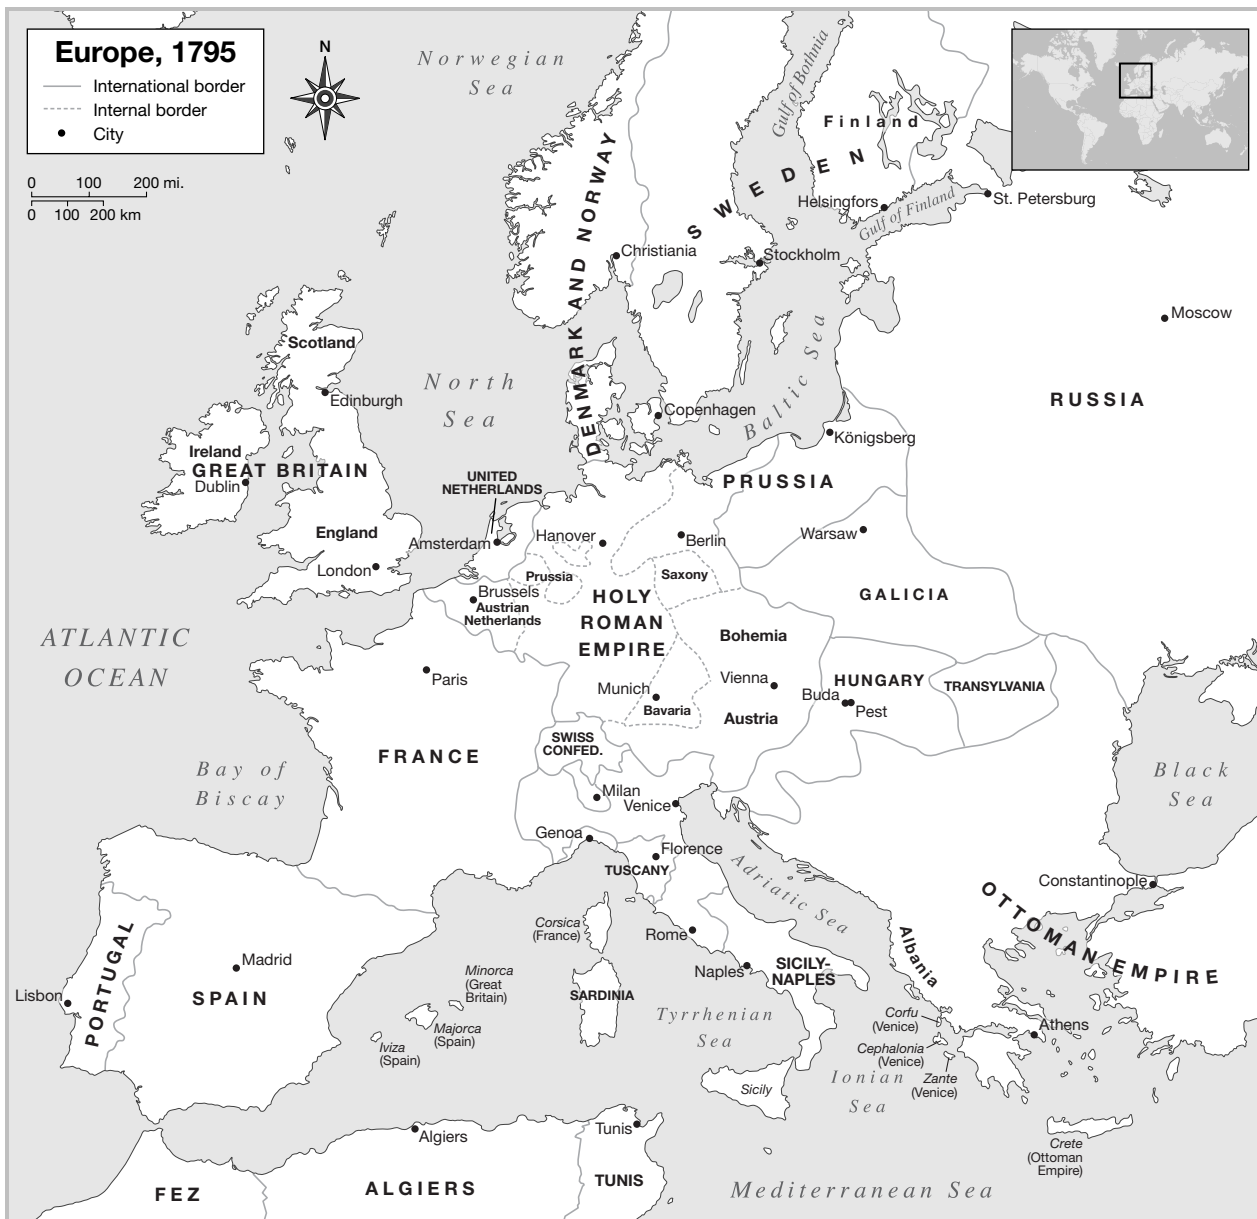 Europe, 1795
International border
Internal border
City
0 100 200 mi.
0 100 200 km
N
Norwegian
Sea
Gulf of Bothnia
Finland
SWEDEN
Helsingfors
Gulf of Finland
St. Petersburg
DENMARK AND NORWAY
Christiania
Stockholm
Moscow
Scotland
Edinburgh
North
Sea
Baltic Sea
RUSSIA
Copenhagen
Königsberg
Ireland
GREAT BRITAIN
Dublin
UNITED
NETHERLANDS
PRUSSIA
England
Amsterdam
Hanover
Berlin
Warsaw
London
Prussia
Saxony
Brussels
Austrian
Netherlands
HOLY
ROMAN
EMPIRE
GALICIA
ATLANTIC
OCEAN
Bohemia
Paris
Munich
Vienna
HUNGARY
Buda
Pest
TRANSYLVANIA
Bavaria
Austria
SWISS
CONFED.
FRANCE
Bay of
Biscay
Black
Sea
Milan
Venice
Genoa
Florence
TUSCANY
Adriatic Sea
Constantinople
OTTOMAN EMPIRE
Corsica
(France)
Rome
Albania
PORTUGAL
Madrid
Lisbon
SPAIN
Minorca
(Great
Britain)
Majorca
(Spain)
Iviza
(Spain)
SARDINIA
Naples
SICILY-
NAPLES
Tyrrhenian
Sea
Corfu
(Venice)
Cephalonia
(Venice)
Zante
(Venice)
Athens
Ionian
Sea
Sicily
Crete
(Ottoman
Empire)
Algiers
Tunis
FEZ
ALGIERS
TUNIS
Mediterranean Sea